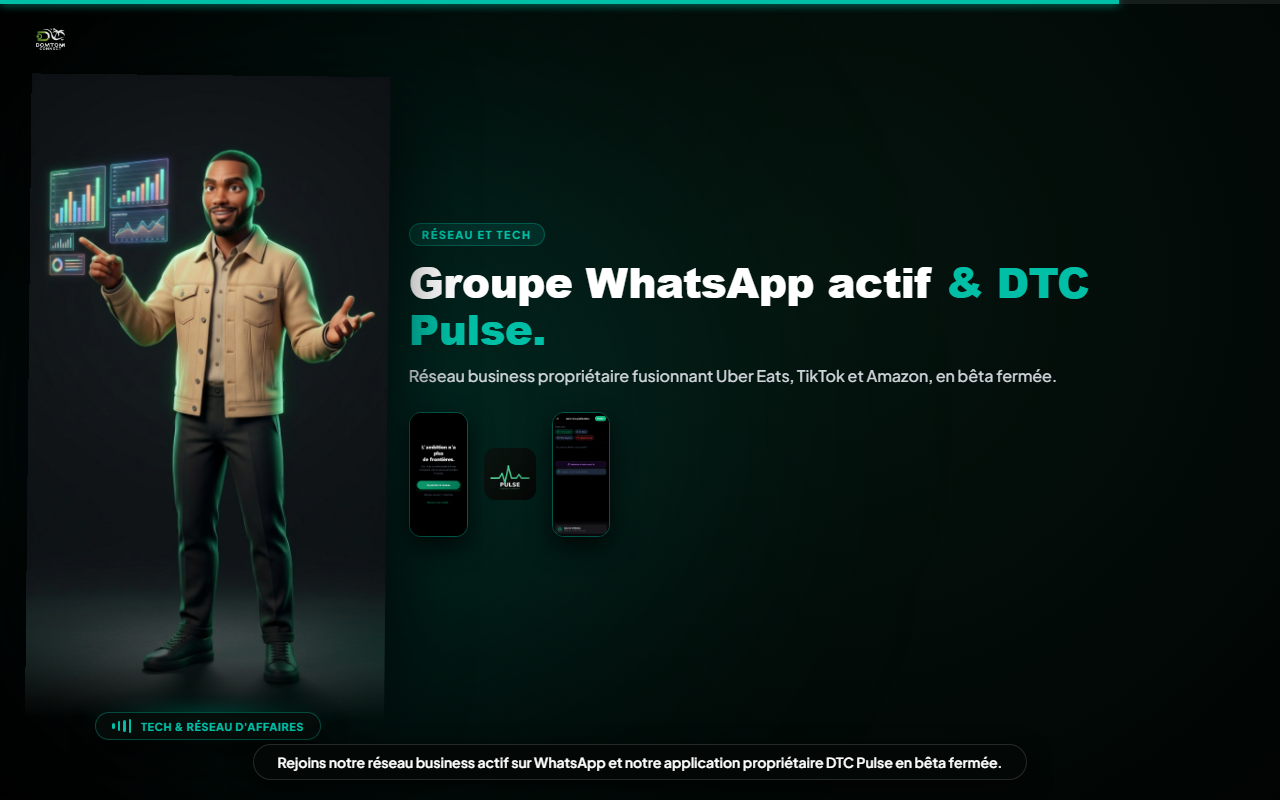 DOMTOM
CONNECT
RÉSEAU ET TECH
Groupe WhatsApp actif & DTC
Pulse.
Réseau business propriétaire fusionnant Uber Eats, TikTok et Amazon, en bêta fermée.
L'ambition n'a
plus
de frontières.
PULSE
TECH & RÉSEAU D'AFFAIRES
Rejoins notre réseau business actif sur WhatsApp et notre application propriétaire DTC Pulse en bêta fermée.